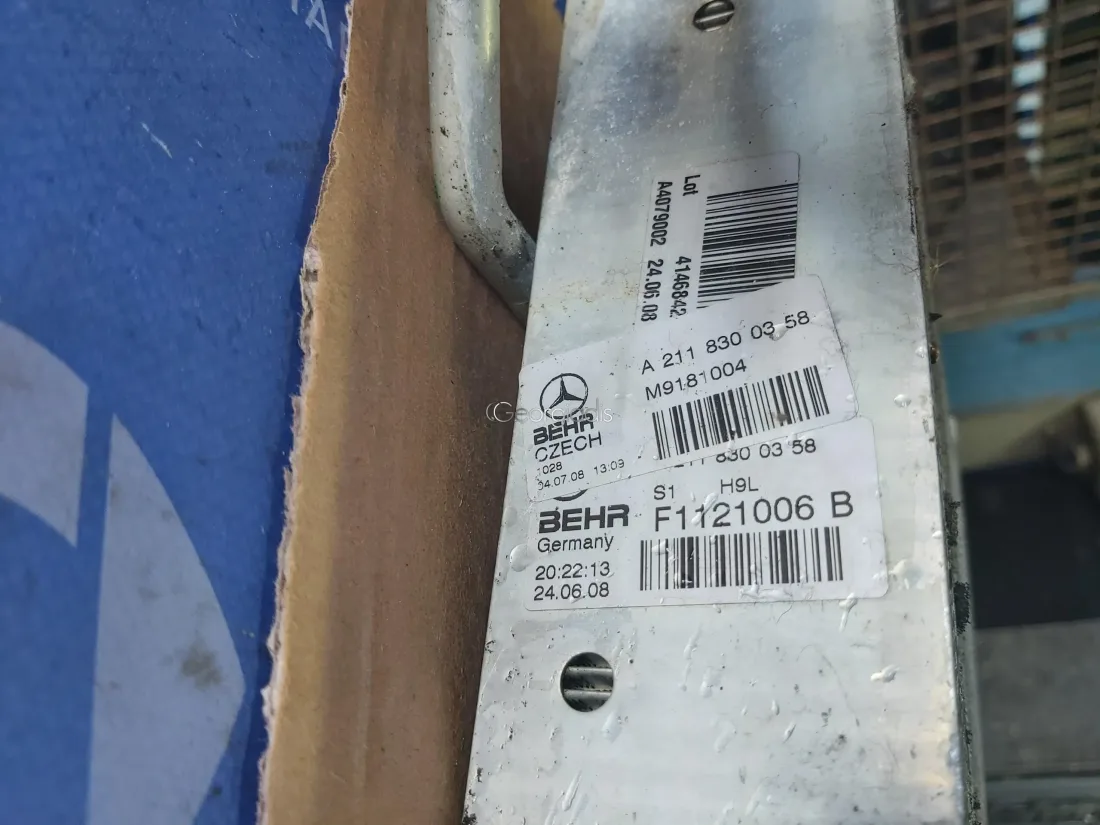 Lot 4146842
A4079002 24.06.08
A 211 830 03 58
M9181004
BEHR
CZECH
1028
04.07.08 13:09
211 830 03 58
S1 H9L
BEHR F1121006 B
Germany
20:22:13
24.06.08